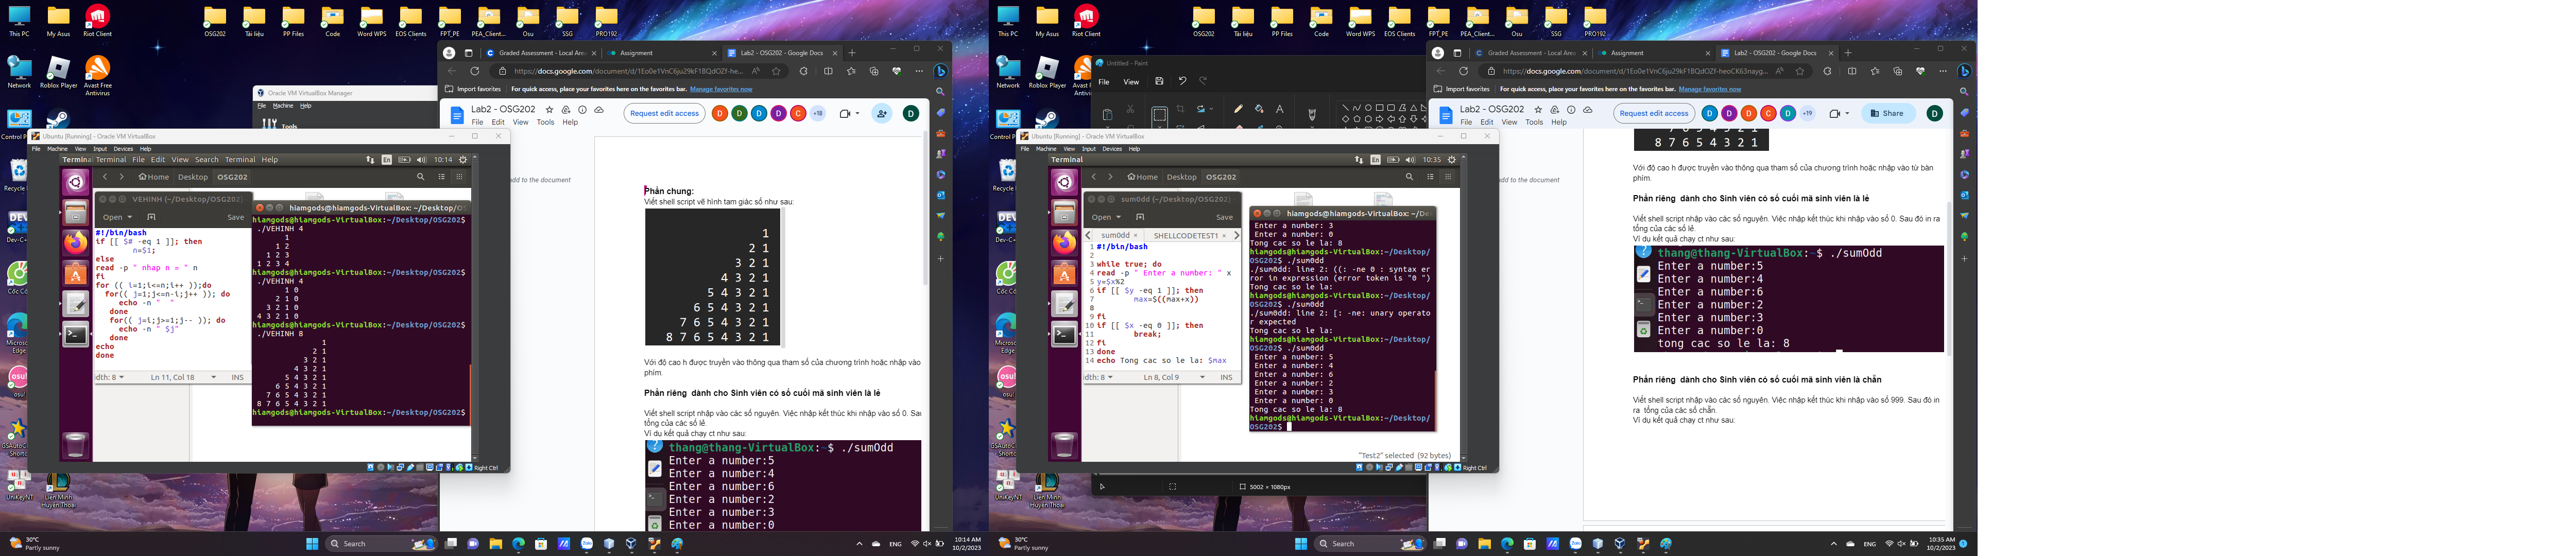 This PC
My Asus
Riot Client
OSG202
Tài liệu
PP Files
Code
Word WPS
EOS Clients
FPT_PE
PEA_Client...
Osu
SSG
PRO192
Network
Roblox Player
Avast Free Antivirus
Oracle VM VirtualBox Manager
File Machine Help
Tools
Graded Assessment - Local Area
Assignment
Lab2 - OSG202 - Google Docs
https://docs.google.com/document/d/1Eo0e1VnC6ju29kF1BQdOZf-he...
Import favorites
For quick access, place your favorites here on the favorites bar. Manage favorites now
Lab2 - OSG202
File Edit View Tools Help
Request edit access
+18
add to the document
Phần chung:
Viết shell script vẽ hình tam giác số như sau:
1
2 1
3 2 1
4 3 2 1
5 4 3 2 1
6 5 4 3 2 1
7 6 5 4 3 2 1
8 7 6 5 4 3 2 1
Với độ cao h được truyền vào thông qua tham số của chương trình hoặc nhập vào
phím.
Phần riêng dành cho Sinh viên có số cuối mã sinh viên là lẻ
Viết shell script nhập vào các số nguyên. Việc nhập kết thúc khi nhập vào số 0. Sau
tổng của các số lẻ.
Ví dụ kết quả chạy ct như sau:
thang@thang-VirtualBox:~$ ./sumOdd
Enter a number:5
Enter a number:4
Enter a number:6
Enter a number:2
Enter a number:3
Enter a number:0
Ubuntu [Running] - Oracle VM VirtualBox
File Machine View Input Devices Help
Terminal Terminal File Edit View Search Terminal Help
En 10:14
Home Desktop OSG202
VEHINH (~/Desktop/OSG202) -
Open Save
#!/bin/bash
if [[ $# -eq 1 ]]; then
n=$1;
else
read -p " nhap n = " n
fi
for (( i=1;i<=n;i++ ));do
for(( j=1;j<=n-i;j++ )); do
echo -n "  "
done
for(( j=i;j>=1;j-- )); do
echo -n " $j"
done
echo
done
idth: 8 Ln 11, Col 18 INS
hiamgods@hiamgods-VirtualBox: ~/Desktop/OS
hiamgods@hiamgods-VirtualBox:~/Desktop/OSG202$
./VEHINH 4
1
1 2
1 2 3
1 2 3 4
hiamgods@hiamgods-VirtualBox:~/Desktop/OSG202$
./VEHINH 4
1 0
2 1 0
3 2 1 0
4 3 2 1 0
hiamgods@hiamgods-VirtualBox:~/Desktop/OSG202$
./VEHINH 8
1
2 1
3 2 1
4 3 2 1
5 4 3 2 1
6 5 4 3 2 1
7 6 5 4 3 2 1
8 7 6 5 4 3 2 1
hiamgods@hiamgods-VirtualBox:~/Desktop/OSG202$
Right Ctrl
UniKeyNT
Lien Minh Huyen Thoai
30°C
Partly sunny
Search
ENG
10:14 AM
10/2/2023
This PC
My Asus
Riot Client
OSG202
Tài liệu
PP Files
Code
Word WPS
EOS Clients
FPT_PE
PEA_Client...
Osu
SSG
PRO192
Network
Roblox Player
Avast F
Antivirus
Untitled - Paint
File View
Graded Assessment - Local Area
Assignment
Lab2 - OSG202 - Google Docs
https://docs.google.com/document/d/1Eo0e1VnC6ju29kF1BQdOZf-heoCK63nayg...
Import favorites
For quick access, place your favorites here on the favorites bar. Manage favorites now
Lab2 - OSG202
File Edit View Tools Help
Request edit access
+19
Share
add to the document
7 6 5 4 3 2 1
8 7 6 5 4 3 2 1
Với độ cao h được truyền vào thông qua tham số của chương trình hoặc nhập vào từ bàn
phím.
Phần riêng dành cho Sinh viên có số cuối mã sinh viên là lẻ
Viết shell script nhập vào các số nguyên. Việc nhập kết thúc khi nhập vào số 0. Sau đó in ra
tổng của các số lẻ.
Ví dụ kết quả chạy ct như sau:
thang@thang-VirtualBox:~$ ./sumOdd
Enter a number:5
Enter a number:4
Enter a number:6
Enter a number:2
Enter a number:3
Enter a number:0
tong cac so le la: 8
Phần riêng dành cho Sinh viên có số cuối mã sinh viên là chẵn
Viết shell script nhập vào các số nguyên. Việc nhập kết thúc khi nhập vào số 999. Sau đó in
ra tổng của các số chẵn.
Ví dụ kết quả chạy ct như sau:
Ubuntu [Running] - Oracle VM VirtualBox
File Machine View Input Devices Help
Terminal
En 10:35
Home Desktop OSG202
sumOdd (~/Desktop/OSG202)
Open Save
sumOdd × SHELLCODETEST1 ×
1 #!/bin/bash
2
3 while true; do
4 read -p " Enter a number: " x
5 y=$x%2
6 if [[ $y -eq 1 ]]; then
7 max=$((max+x))
8
9 fi
10 if [[ $x -eq 0 ]]; then
11 break;
12 fi
13 done
14 echo Tong cac so le la: $max
idth: 8 Ln 8, Col 9 INS
hiamgods@hiamgods-VirtualBox: ~/De
Enter a number: 3
Enter a number: 0
Tong cac so le la: 8
hiamgods@hiamgods-VirtualBox:~/Desktop/
OSG202$ ./sumOdd
./sumOdd: line 2: ((: -ne 0 : syntax err
or in expression (error token is "0 ")
Tong cac so le la:
hiamgods@hiamgods-VirtualBox:~/Desktop/
OSG202$ ./sumOdd
./sumOdd: line 2: [: -ne: unary operato
r expected
Tong cac so le la:
hiamgods@hiamgods-VirtualBox:~/Desktop/
OSG202$ ./sumOdd
Enter a number: 5
Enter a number: 4
Enter a number: 6
Enter a number: 2
Enter a number: 3
Enter a number: 0
Tong cac so le la: 8
hiamgods@hiamgods-VirtualBox:~/Desktop/
OSG202$
"Test2" selected (92 bytes)
Right Ctrl
5002 × 1080px
UniKeyNT
Lien Minh Huyen Thoai
30°C
Partly sunny
Search
ENG
10:35 AM
10/2/2023